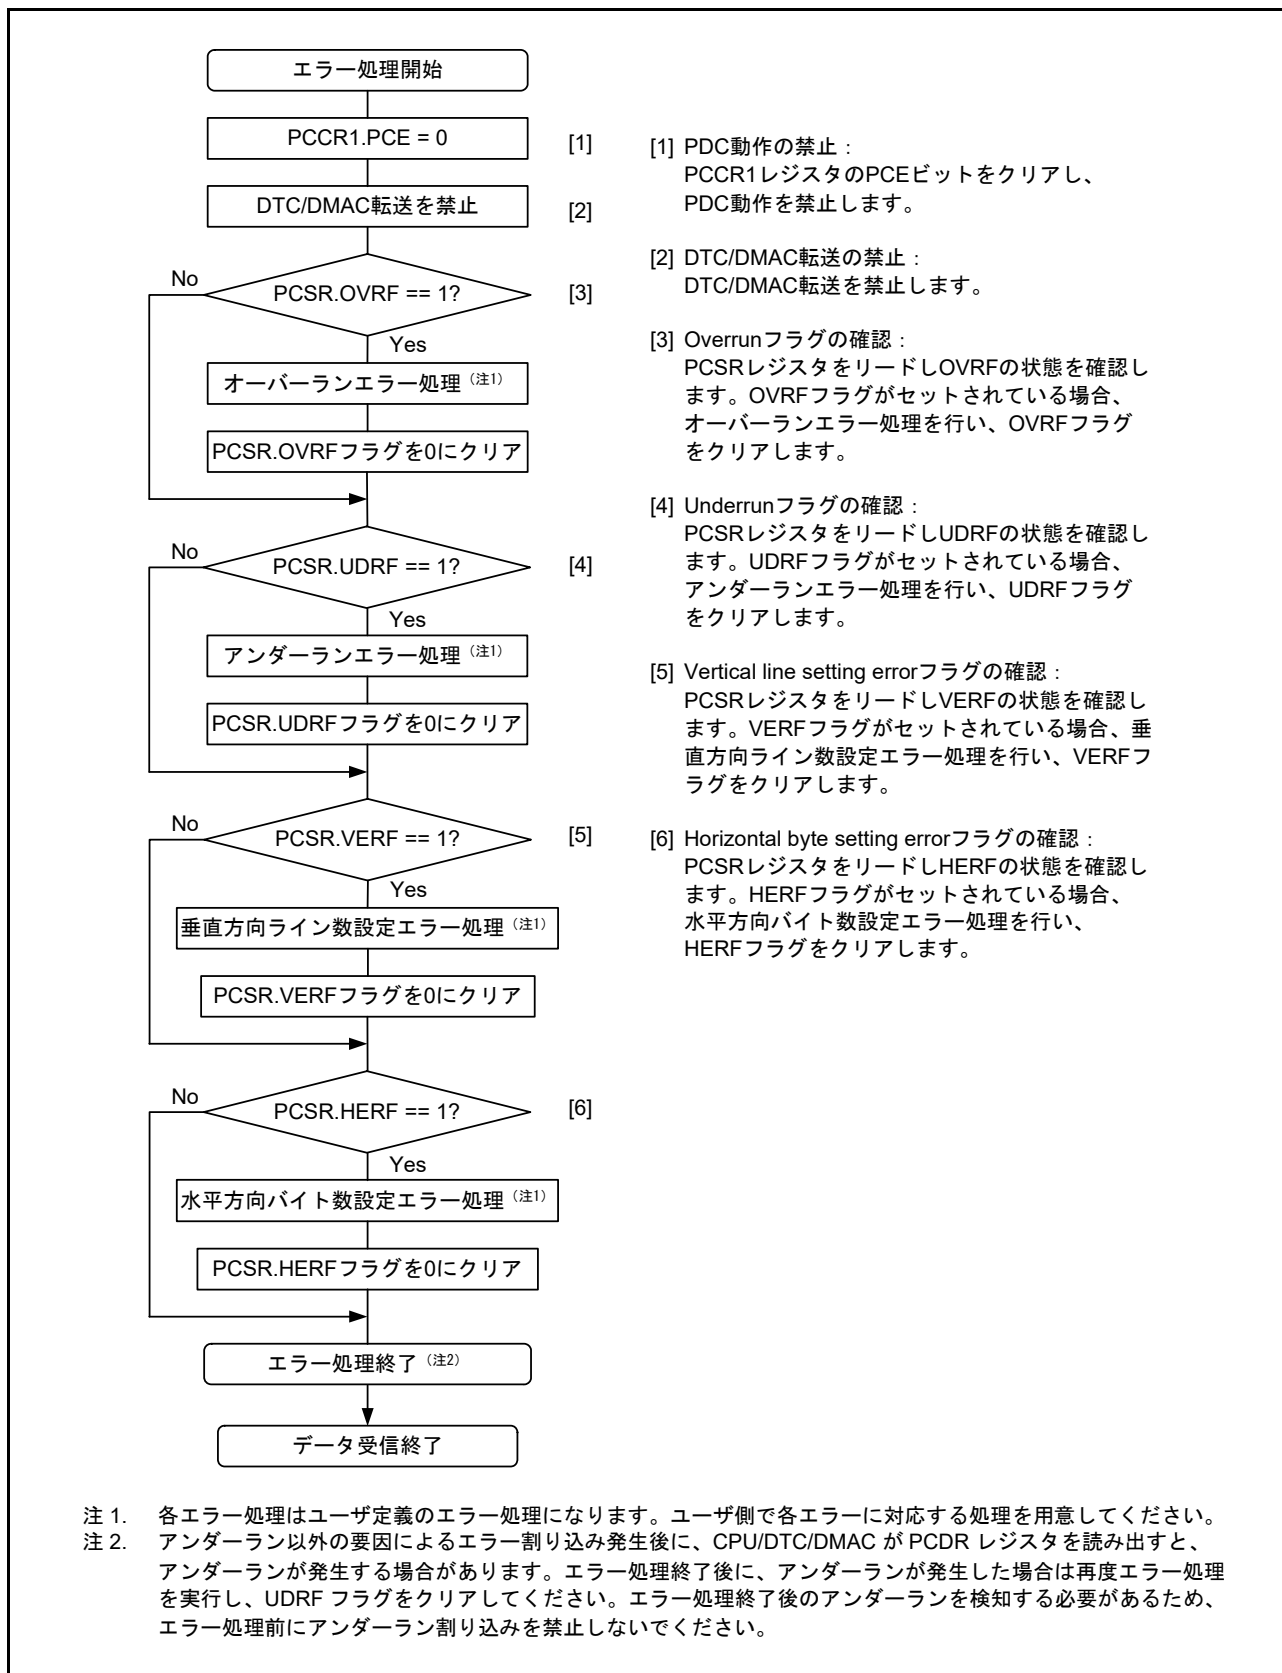 エラー処理開始
PCCR1.PCE = 0
[1]
DTC/DMAC転送を禁止
[2]
No
PCSR.OVRF == 1?
[3]
Yes
オーバーランエラー処理（注1）
PCSR.OVRFフラグを0にクリア
No
PCSR.UDRF == 1?
[4]
Yes
アンダーランエラー処理（注1）
PCSR.UDRFフラグを0にクリア
No
PCSR.VERF == 1?
[5]
Yes
垂直方向ライン数設定エラー処理（注1）
PCSR.VERFフラグを0にクリア
No
PCSR.HERF == 1?
[6]
Yes
水平方向バイト数設定エラー処理（注1）
PCSR.HERFフラグを0にクリア
エラー処理終了（注2）
データ受信終了
[1] PDC動作の禁止：
PCCR1レジスタのPCEビットをクリアし、
PDC動作を禁止します。
[2] DTC/DMAC転送の禁止：
DTC/DMAC転送を禁止します。
[3] Overrunフラグの確認：
PCSRレジスタをリードしOVRFの状態を確認し
ます。OVRFフラグがセットされている場合、
オーバーランエラー処理を行い、OVRFフラグ
をクリアします。
[4] Underrunフラグの確認：
PCSRレジスタをリードしUDRFの状態を確認し
ます。UDRFフラグがセットされている場合、
アンダーランエラー処理を行い、UDRFフラグ
をクリアします。
[5] Vertical line setting errorフラグの確認：
PCSRレジスタをリードしVERFの状態を確認し
ます。VERFフラグがセットされている場合、垂
直方向ライン数設定エラー処理を行い、VERFフ
ラグをクリアします。
[6] Horizontal byte setting errorフラグの確認：
PCSRレジスタをリードしHERFの状態を確認し
ます。HERFフラグがセットされている場合、
水平方向バイト数設定エラー処理を行い、
HERFフラグをクリアします。
注 1. 各エラー処理はユーザ定義のエラー処理になります。ユーザ側で各エラーに対応する処理を用意してください。
注 2. アンダーラン以外の要因によるエラー割り込み発生後に、CPU/DTC/DMAC が PCDR レジスタを読み出すと、
アンダーランが発生する場合があります。エラー処理終了後に、アンダーランが発生した場合は再度エラー処理
を実行し、UDRF フラグをクリアしてください。エラー処理終了後のアンダーランを検知する必要があるため、
エラー処理前にアンダーラン割り込みを禁止しないでください。